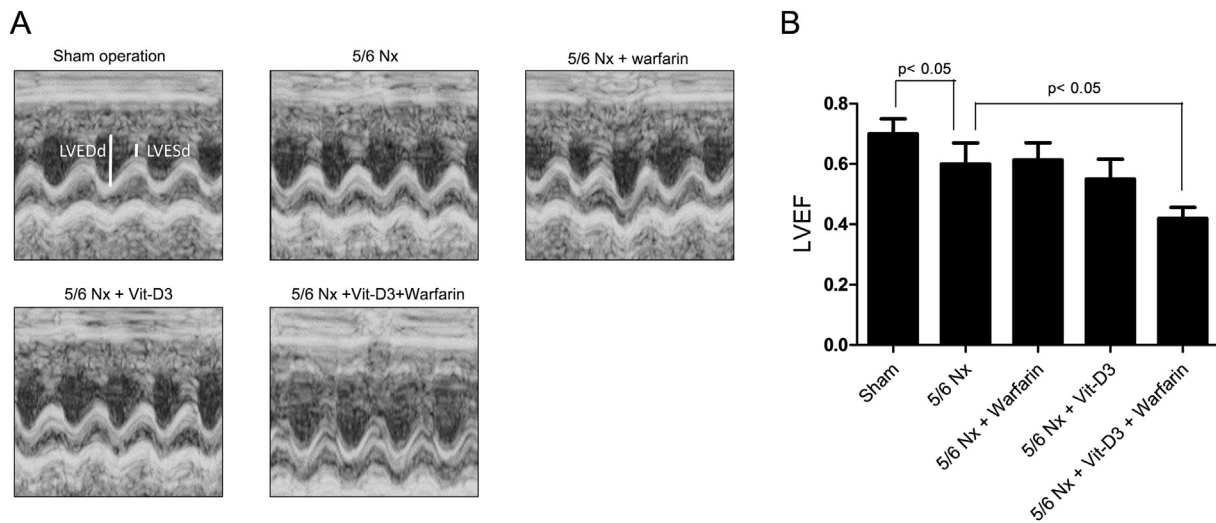 A
Sham operation
5/6 Nx
5/6 Nx + warfarin
LVEDd
LVESd
5/6 Nx + Vit-D3
5/6 Nx +Vit-D3+Warfarin
B
p< 0.05
p< 0.05
LVEF
0.8
0.6
0.4
0.2
0.0
Sham
5/6 Nx
5/6 Nx + Warfarin
5/6 Nx + Vit-D3
5/6 Nx + Vit-D3 + Warfarin